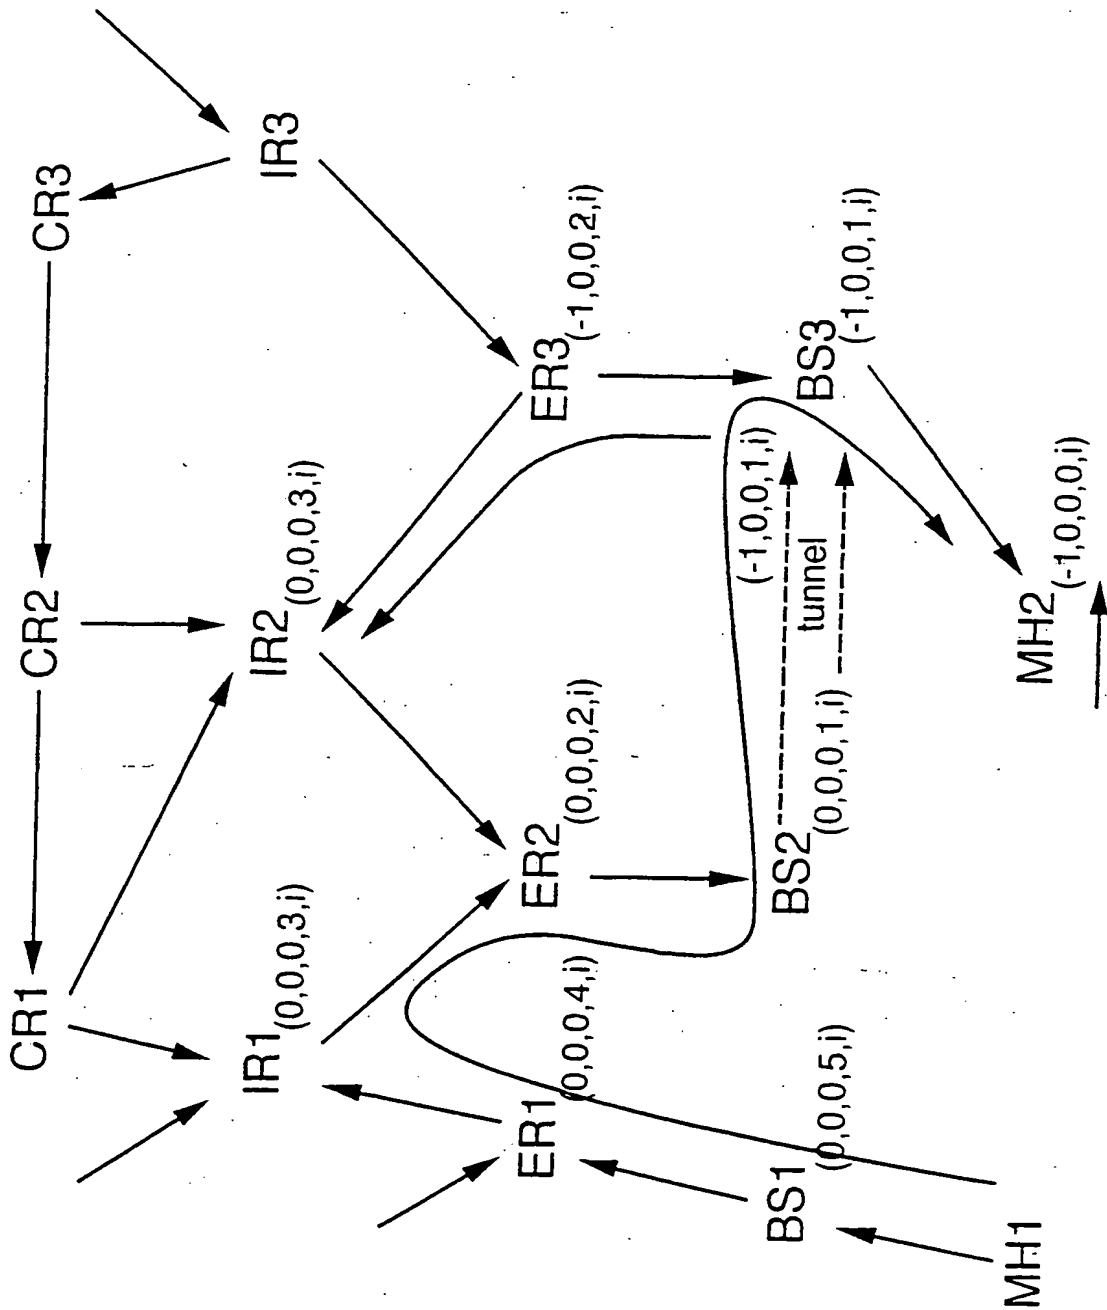 CR1
CR2
CR3
IR1 (0,0,0,3,i)
IR2 (0,0,0,3,i)
IR3
ER1 (0,0,0,4,i)
ER2 (0,0,0,2,i)
ER3 (-1,0,0,2,i)
BS1 (0,0,0,5,i)
BS2 (0,0,0,1,i)
(-1,0,0,1,i)
tunnel
BS3 (-1,0,0,1,i)
MH1
MH2 (-1,0,0,0,i)